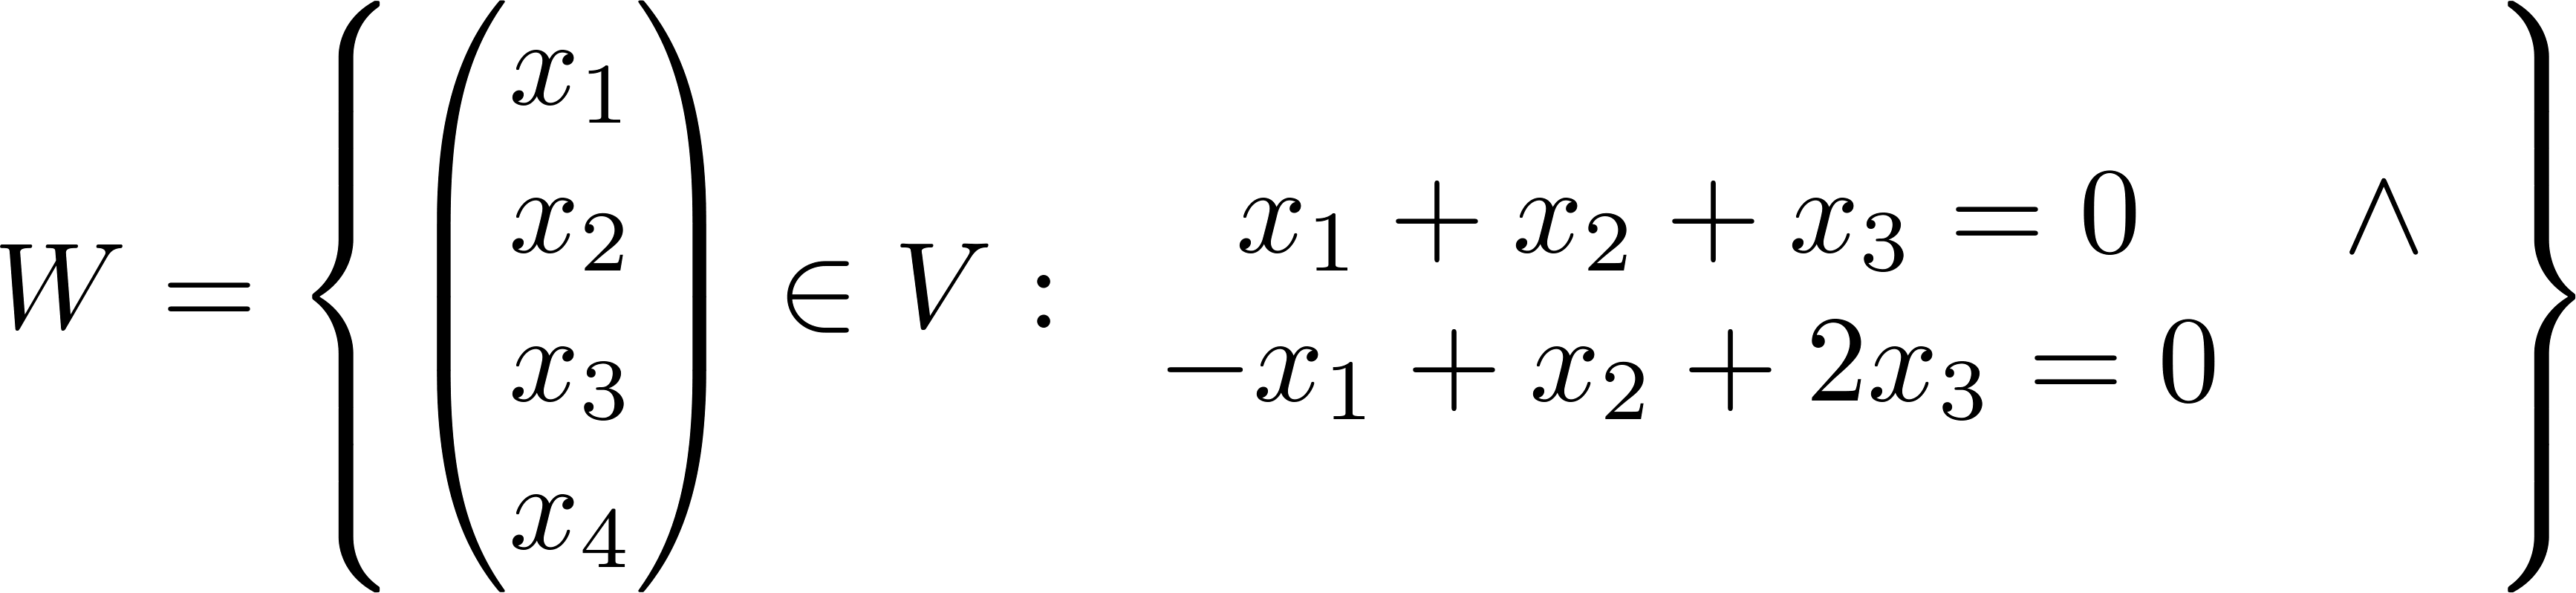 W = { ( x₁ x₂ x₃ x₄ ) ∈ V : x₁ + x₂ + x₃ = 0 ∧
−x₁ + x₂ + 2x₃ = 0 }